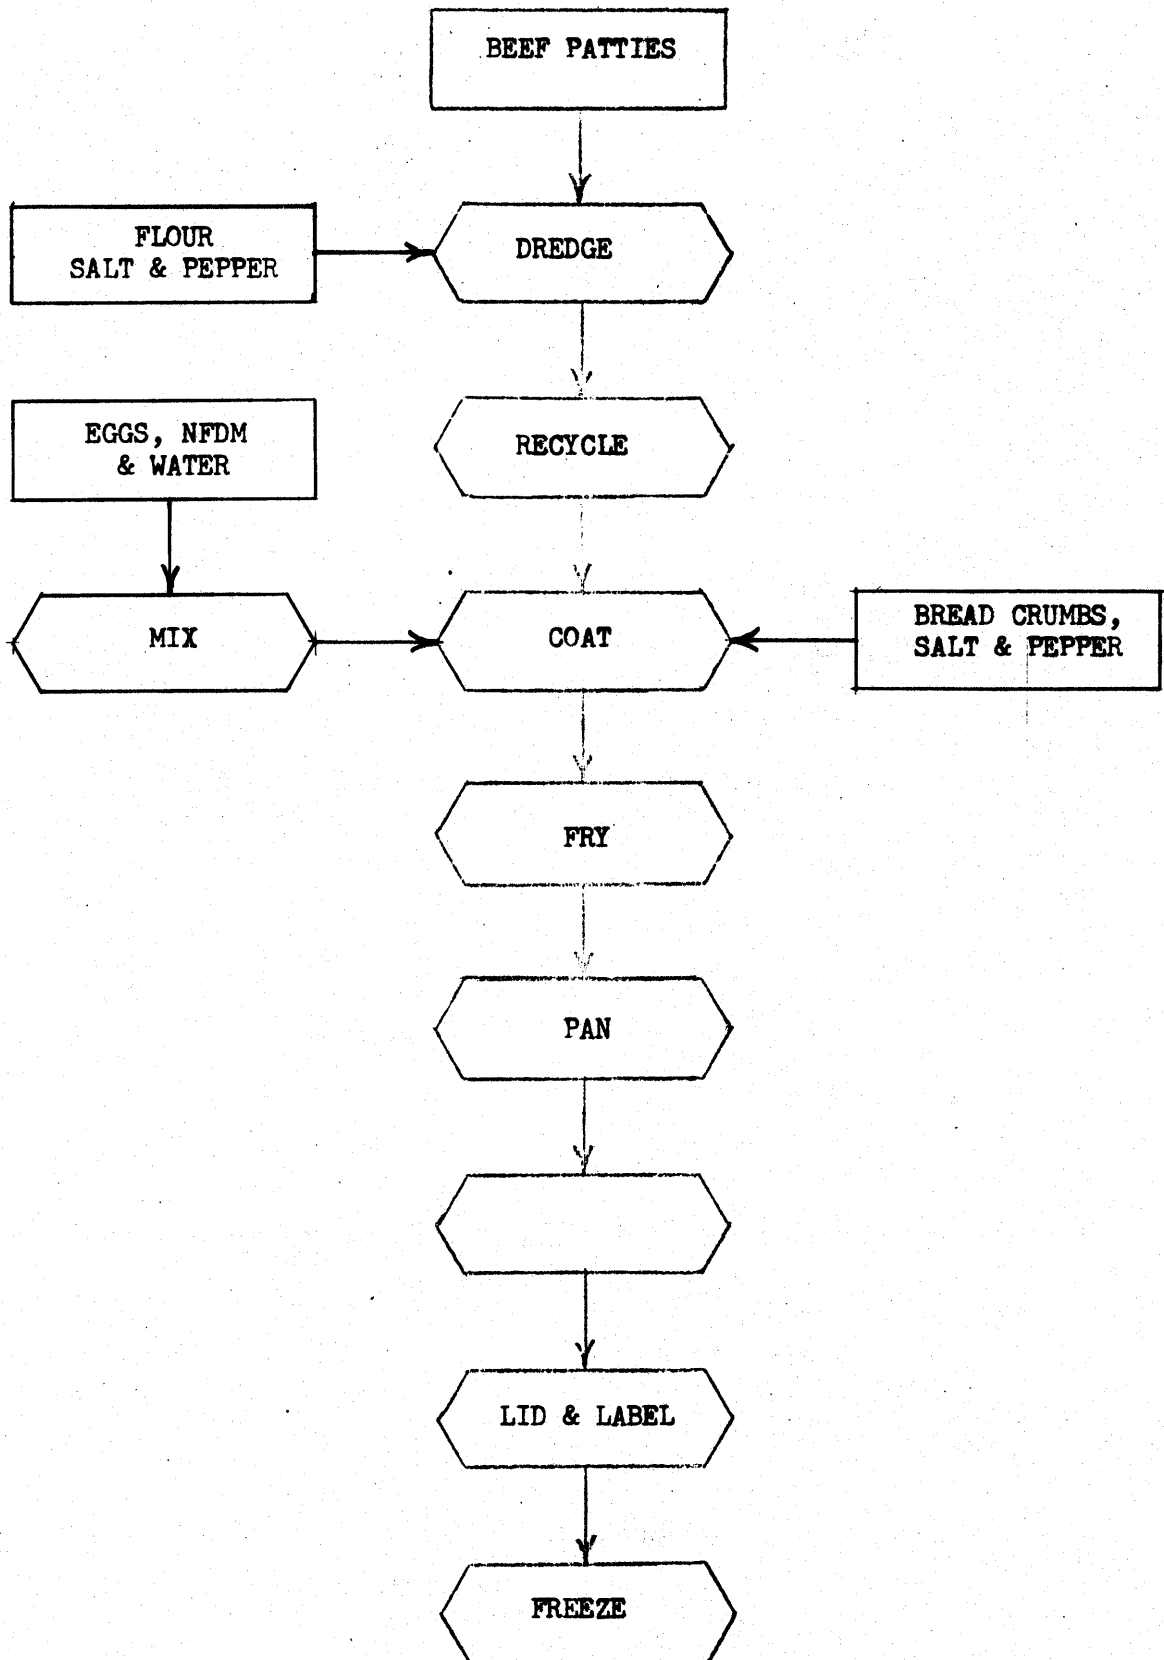 BEEF PATTIES
FLOUR
SALT & PEPPER
DREDGE
EGGS, NFDM
& WATER
RECYCLE
MIX
COAT
BREAD CRUMBS,
SALT & PEPPER
FRY
PAN
LID & LABEL
FREEZE